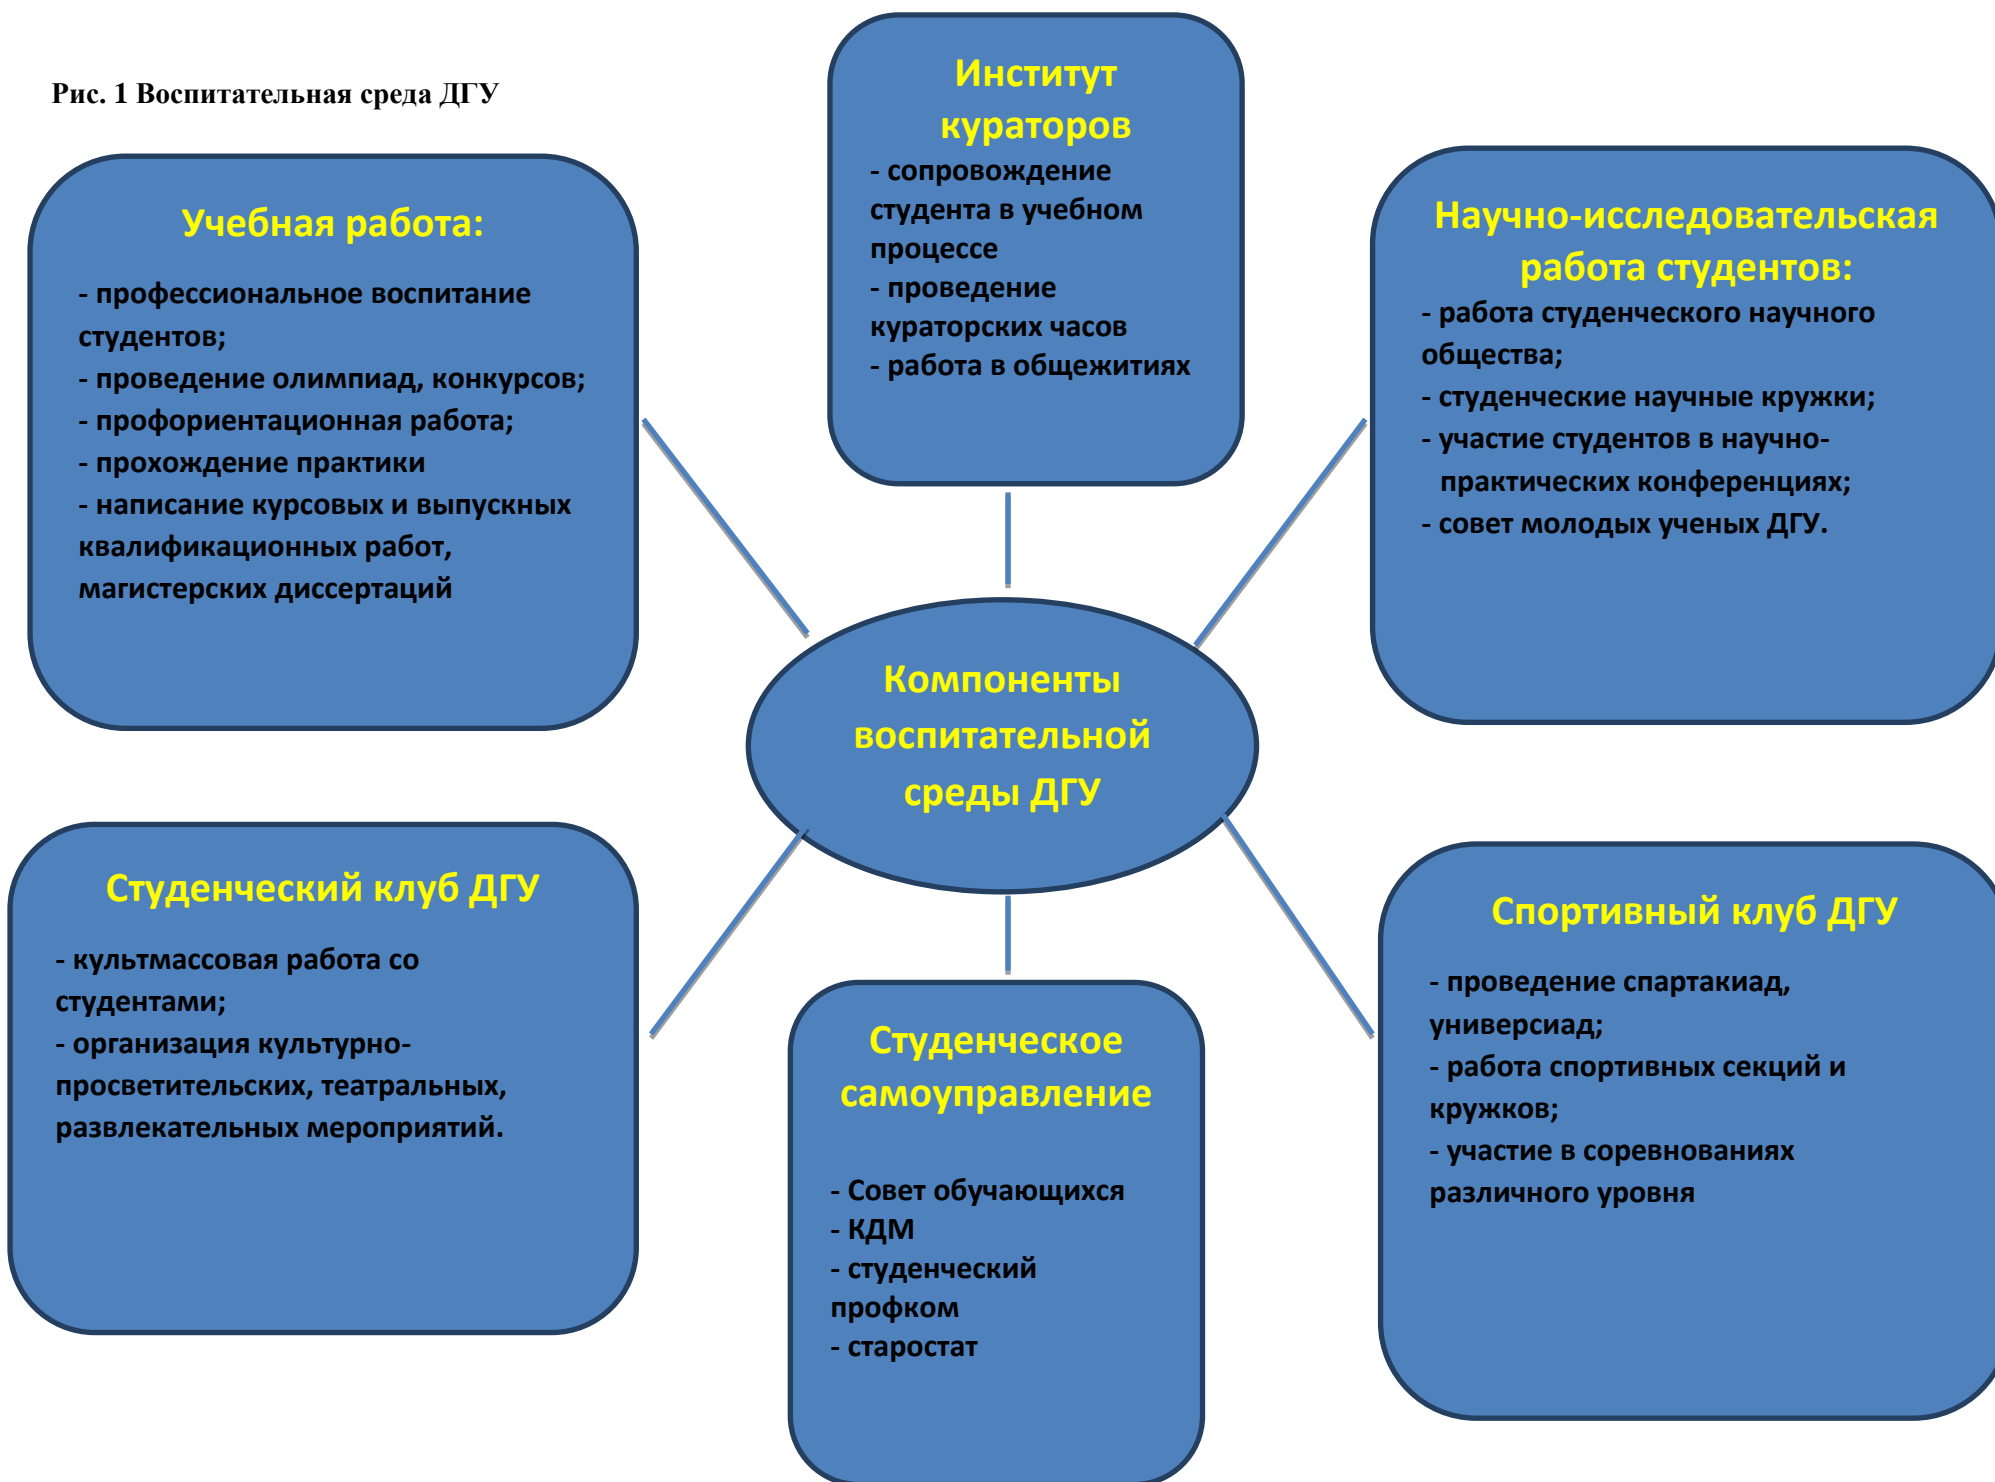 Рис. 1 Воспитательная среда ДГУ
Институт
кураторов
- сопровождение
студента в учебном
процессе
- проведение
кураторских часов
- работа в общежитиях
Учебная работа:
- профессиональное воспитание
студентов;
- проведение олимпиад, конкурсов;
- профориентационная работа;
- прохождение практики
- написание курсовых и выпускных
квалификационных работ,
магистерских диссертаций
Научно-исследовательская
работа студентов:
- работа студенческого научного
общества;
- студенческие научные кружки;
- участие студентов в научно-
практических конференциях;
- совет молодых ученых ДГУ.
Компоненты
воспитательной
среды ДГУ
Студенческий клуб ДГУ
- культмассовая работа со
студентами;
- организация культурно-
просветительских, театральных,
развлекательных мероприятий.
Студенческое
самоуправление
- Совет обучающихся
- КДМ
- студенческий
профком
- старостат
Спортивный клуб ДГУ
- проведение спартакиад,
универсиад;
- работа спортивных секций и
кружков;
- участие в соревнованиях
различного уровня